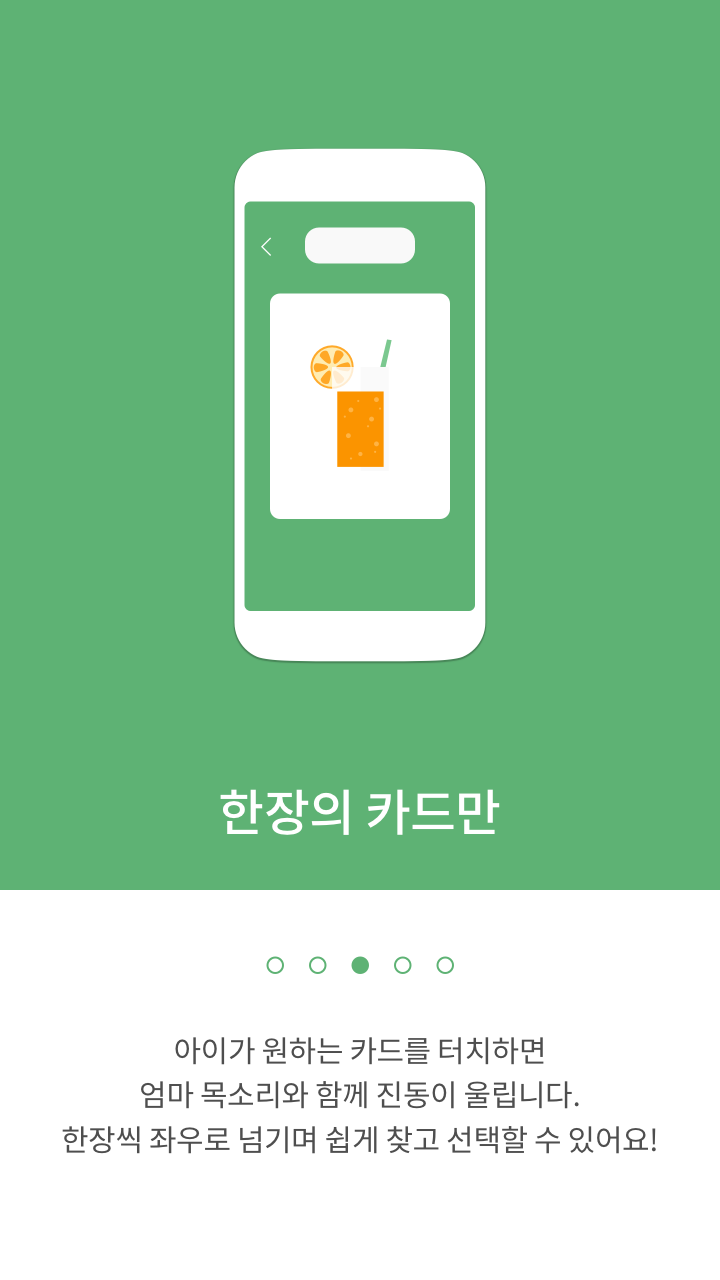 한장의 카드만
아이가 원하는 카드를 터치하면
엄마 목소리와 함께 진동이 울립니다.
한장씩 좌우로 넘기며 쉽게 찾고 선택할 수 있어요!